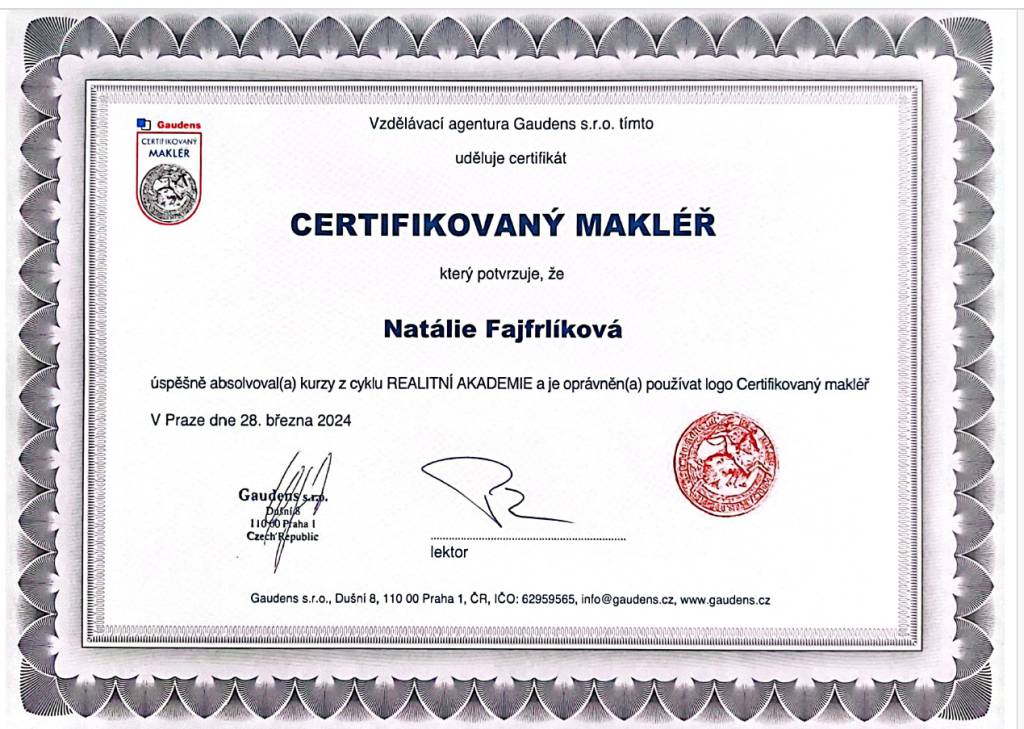 Gaudens
CERTIFIKOVANÝ
MAKLÉŘ
Vzdělávací agentura Gaudens s.r.o. tímto
uděluje certifikát
CERTIFIKOVANÝ MAKLÉŘ
který potvrzuje, že
Natálie Fajfrlíková
úspěšně absolvoval(a) kurzy z cyklu REALITNÍ AKADEMIE a je oprávněn(a) používat logo Certifikovaný makléř
V Praze dne 28. března 2024
Gaudens s.r.o.
Dušní 8
110 00 Praha 1
Czech Republic
lektor
Gaudens s.r.o., Dušní 8, 110 00 Praha 1, ČR, IČO: 62959565, info@gaudens.cz, www.gaudens.cz